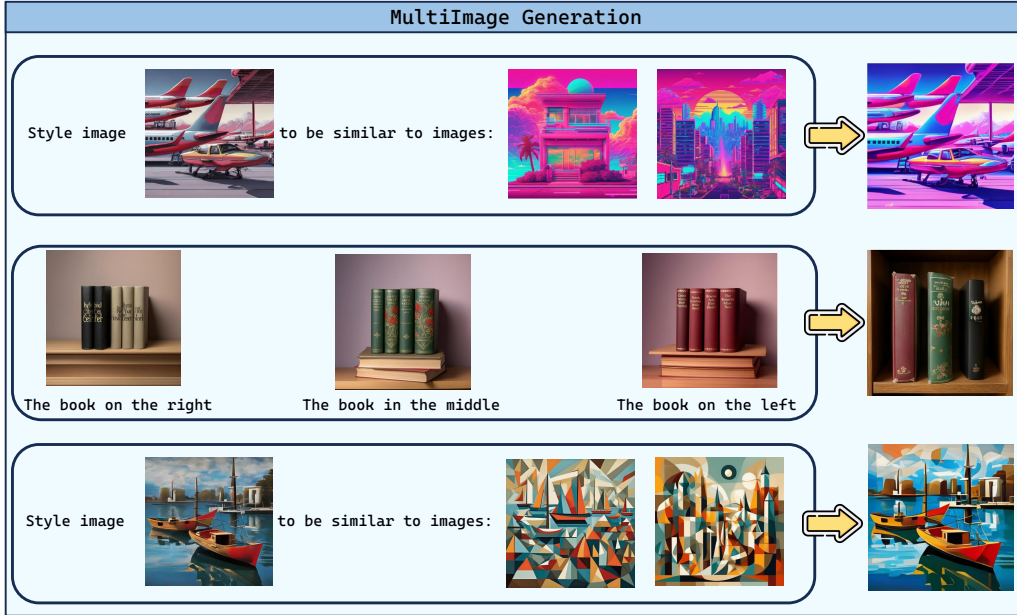 MultiImage Generation
Style image
to be similar to images:
The book on the right
The book in the middle
The book on the left
Style image
to be similar to images: